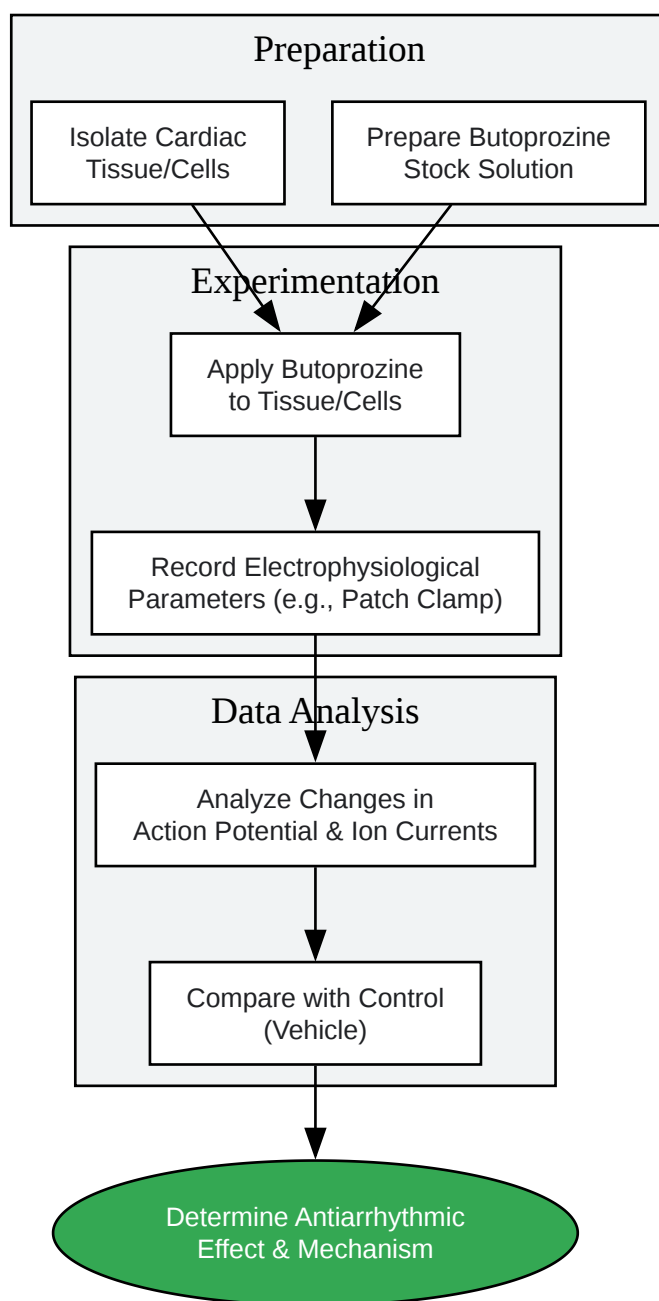 Preparation
Isolate Cardiac
Tissue/Cells
Prepare Butoprozine
Stock Solution
Experimentation
Apply Butoprozine
to Tissue/Cells
Record Electrophysiological
Parameters (e.g., Patch Clamp)
Data Analysis
Analyze Changes in
Action Potential & Ion Currents
Compare with Control
(Vehicle)
Determine Antiarrhythmic
Effect & Mechanism